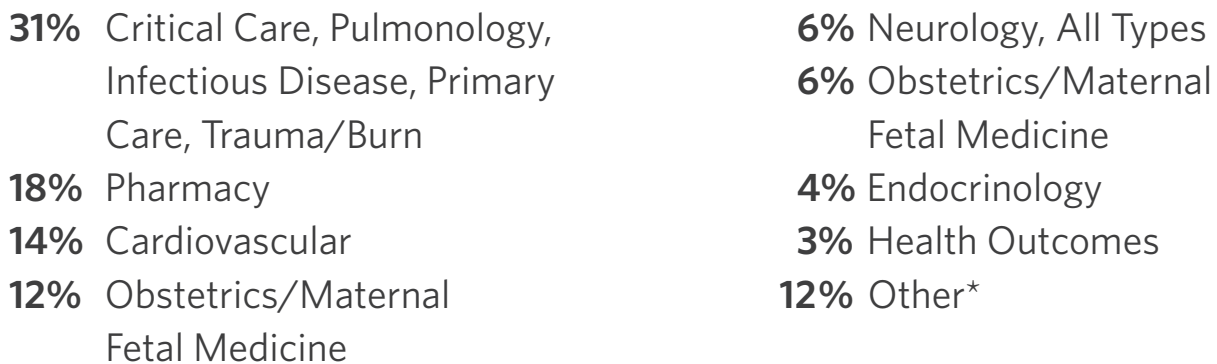 31% Critical Care, Pulmonology,
Infectious Disease, Primary
Care, Trauma/Burn
18% Pharmacy
14% Cardiovascular
12% Obstetrics/Maternal
Fetal Medicine
6% Neurology, All Types
6% Obstetrics/Maternal
Fetal Medicine
4% Endocrinology
3% Health Outcomes
12% Other*